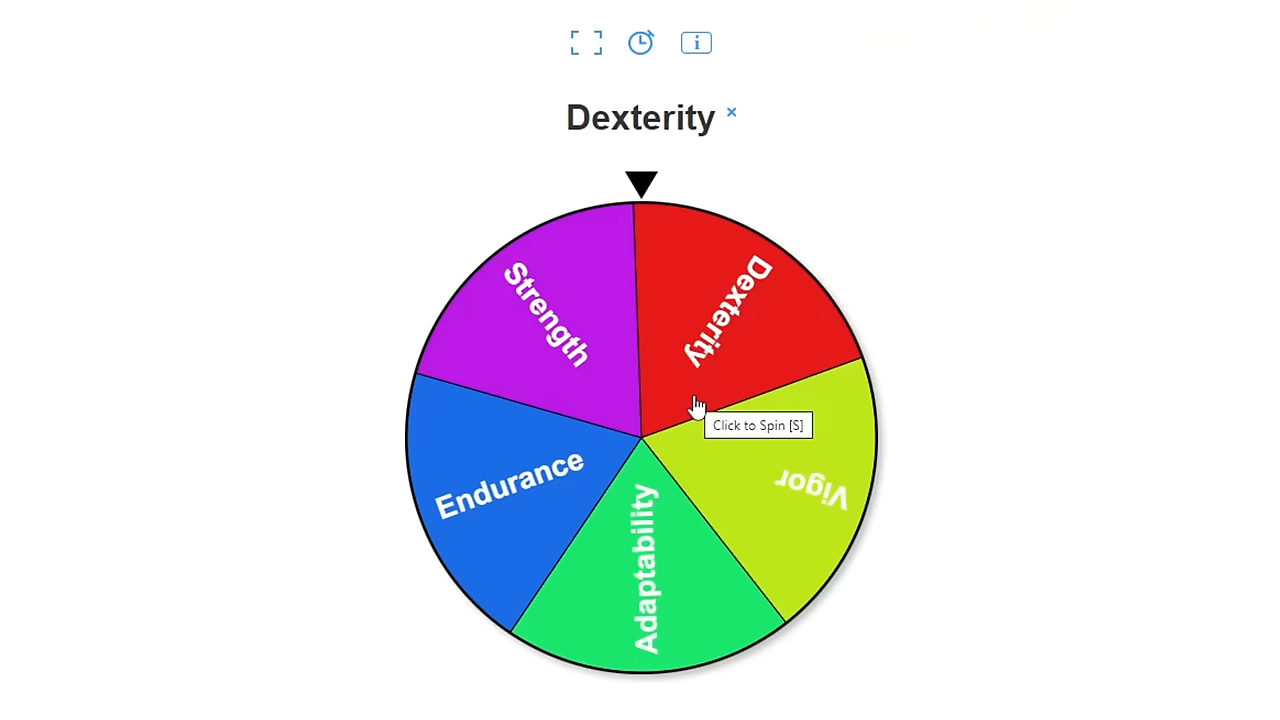 Dexterity ×
Strength
Dexterity
Click to Spin [S]
Vigor
Endurance
Adaptability